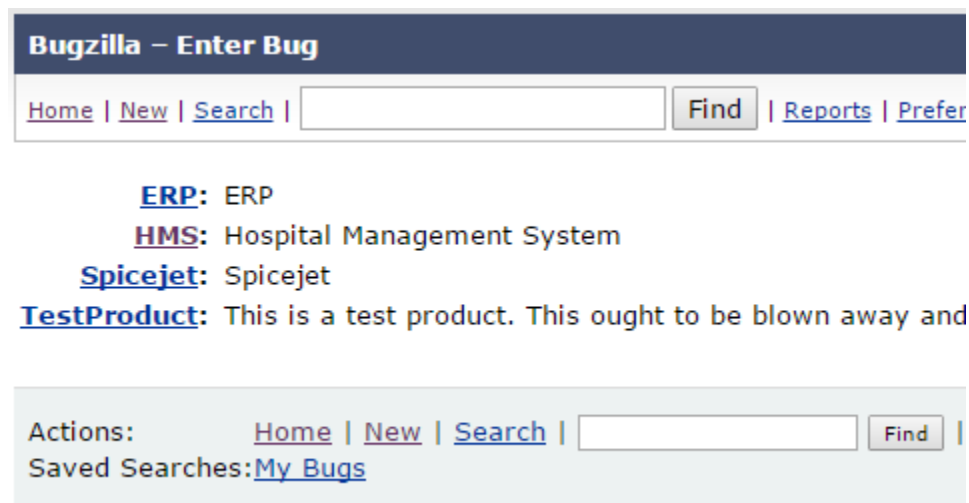 Bugzilla – Enter Bug
Home | New | Search | Find | Reports | Prefer
ERP: ERP
HMS: Hospital Management System
Spicejet: Spicejet
TestProduct: This is a test product. This ought to be blown away and
Actions: Home | New | Search | Find |
Saved Searches: My Bugs